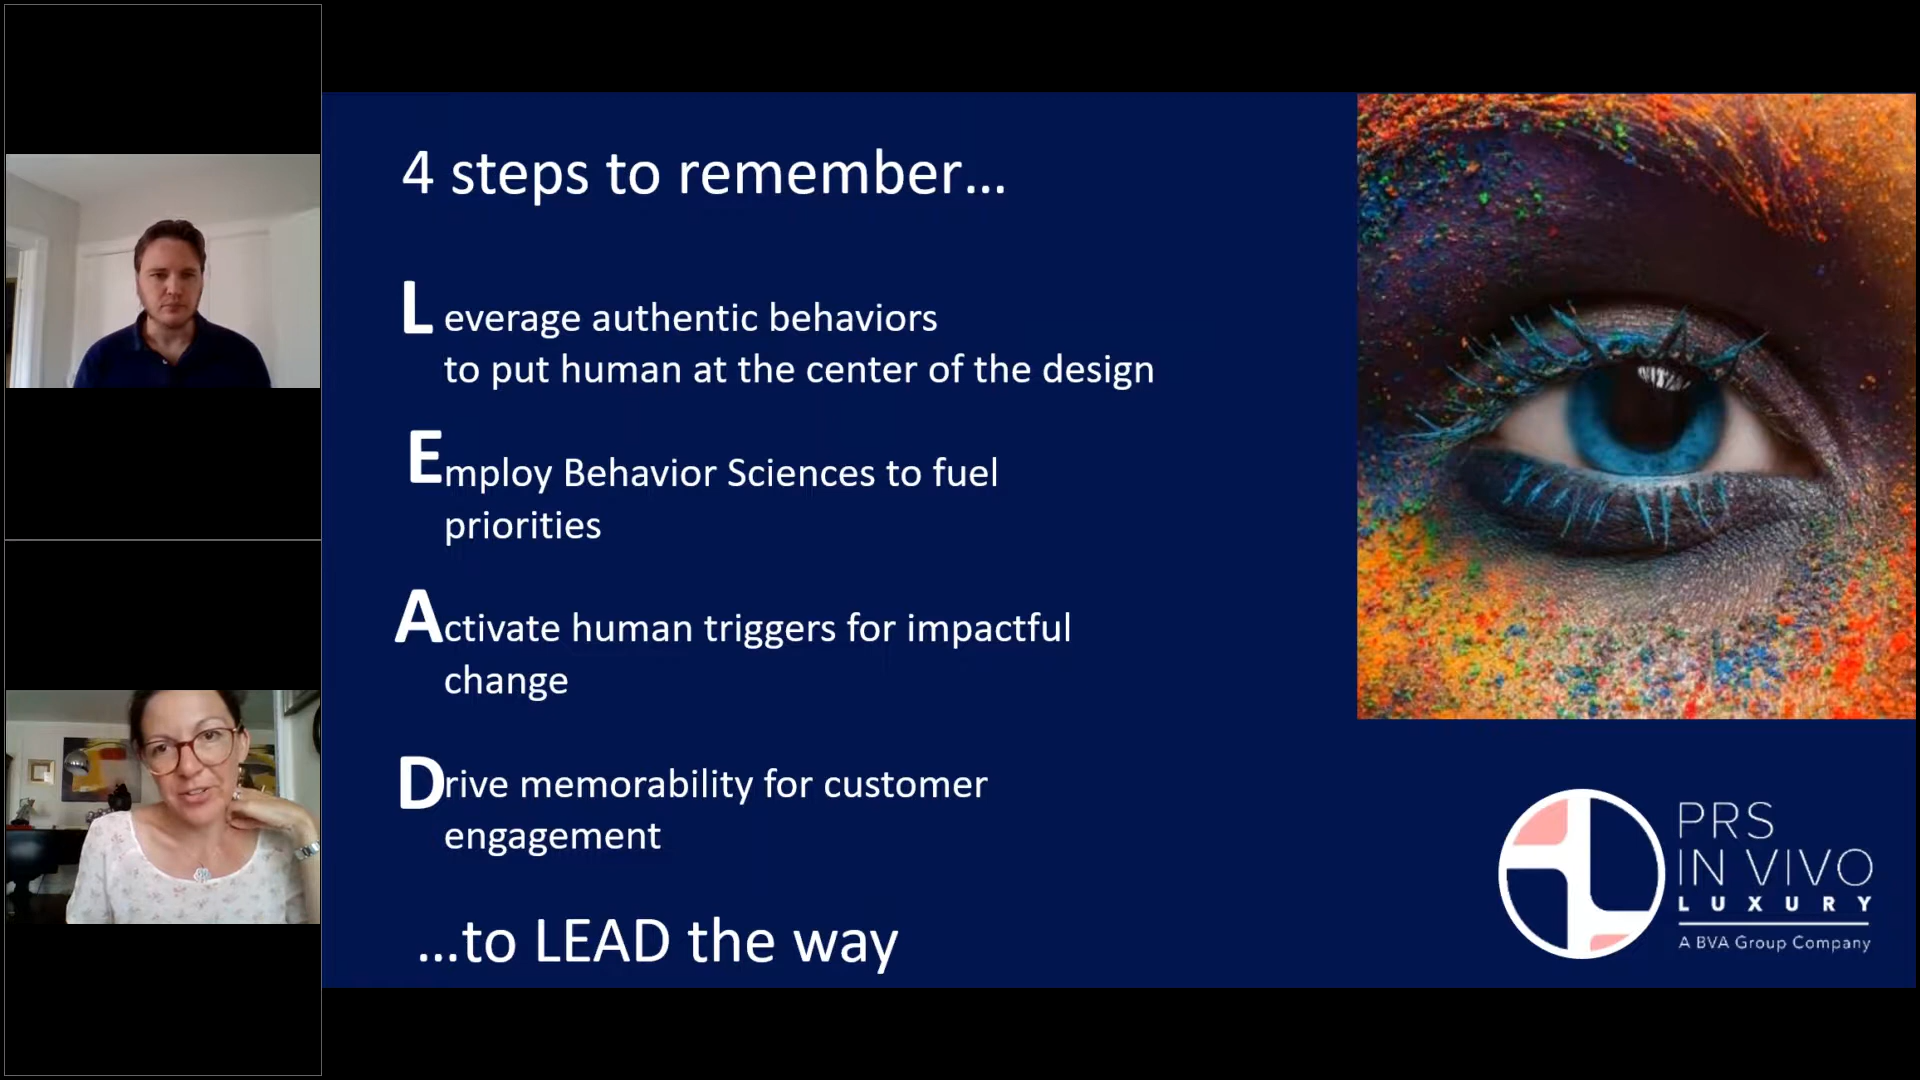 4 steps to remember...
Leverage authentic behaviors
to put human at the center of the design
Employ Behavior Sciences to fuel
priorities
Activate human triggers for impactful
change
Drive memorability for customer
engagement
...to LEAD the way
PRS
IN VIVO
LUXURY
A BVA Group Company